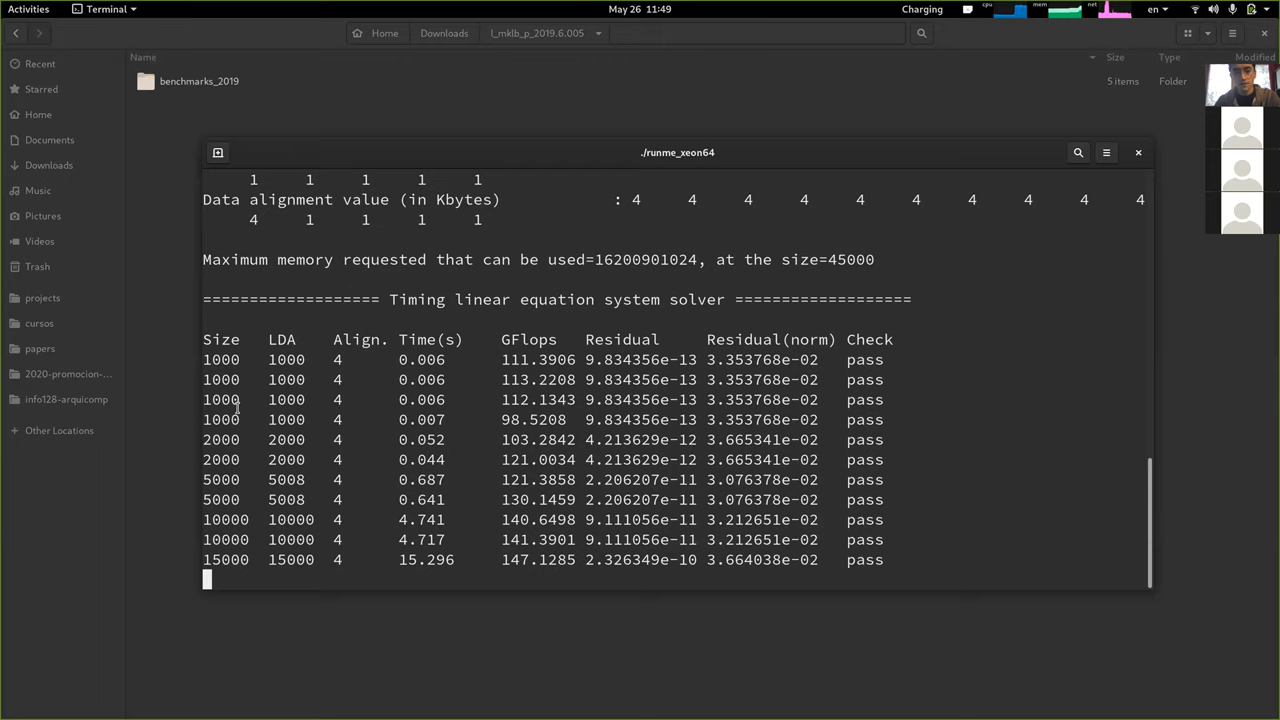 Activities Terminal May 26 11:49 Charging cpu mem net en
Home Downloads l_mklb_p_2019.6.005
Name Size Type Modified
benchmarks_2019 5 items Folder
Recent
Starred
Home
Documents
Downloads
Music
Pictures
Videos
Trash
projects
cursos
papers
2020-promocion-...
info128-arquicomp
Other Locations
./runme_xeon64
1 1 1 1 1
Data alignment value (in Kbytes) : 4 4 4 4 4 4 4 4 4 4
4 1 1 1 1
Maximum memory requested that can be used=16200901024, at the size=45000
=================== Timing linear equation system solver ===================
Size LDA Align. Time(s) GFlops Residual Residual(norm) Check
1000 1000 4 0.006 111.3906 9.834356e-13 3.353768e-02 pass
1000 1000 4 0.006 113.2208 9.834356e-13 3.353768e-02 pass
1000 1000 4 0.006 112.1343 9.834356e-13 3.353768e-02 pass
1000 1000 4 0.007 98.5208 9.834356e-13 3.353768e-02 pass
2000 2000 4 0.052 103.2842 4.213629e-12 3.665341e-02 pass
2000 2000 4 0.044 121.0034 4.213629e-12 3.665341e-02 pass
5000 5008 4 0.687 121.3858 2.206207e-11 3.076378e-02 pass
5000 5008 4 0.641 130.1459 2.206207e-11 3.076378e-02 pass
10000 10000 4 4.741 140.6498 9.111056e-11 3.212651e-02 pass
10000 10000 4 4.717 141.3901 9.111056e-11 3.212651e-02 pass
15000 15000 4 15.296 147.1285 2.326349e-10 3.664038e-02 pass